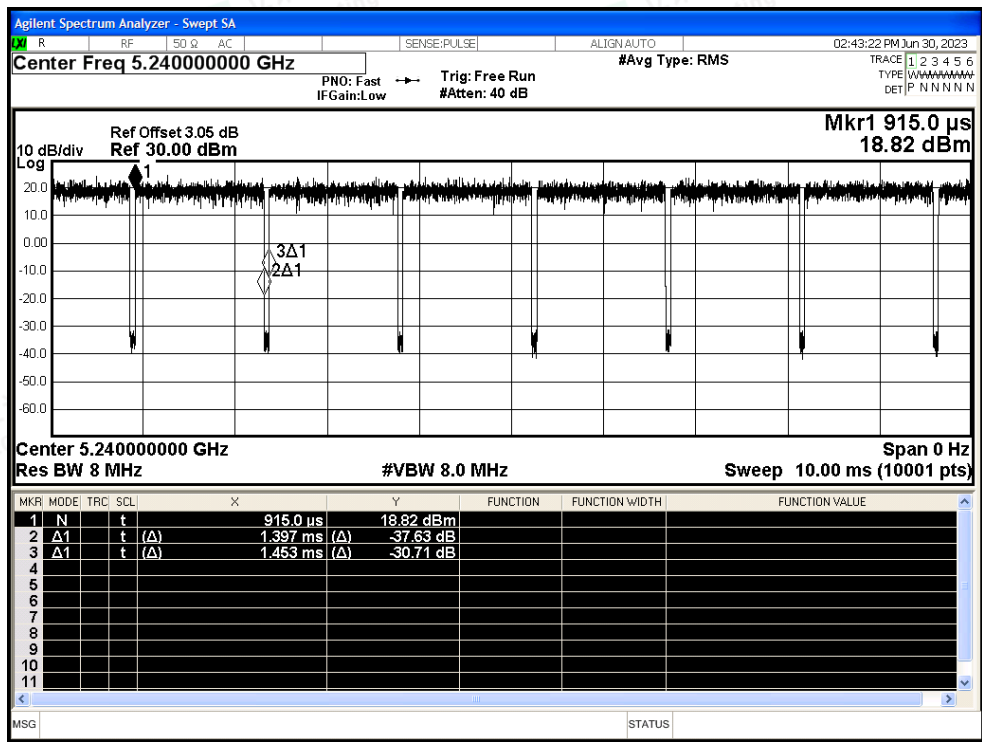 Agilent Spectrum Analyzer - Swept SA
LXI R RF 50 Ω AC SENSE:PULSE ALIGN AUTO 02:43:22 PM Jun 30, 2023
Center Freq 5.240000000 GHz #Avg Type: RMS TRACE 1 2 3 4 5 6
PNO: Fast Trig: Free Run TYPE WWWWWW
IFGain:Low #Atten: 40 dB DET P N N N N N
Mkr1 915.0 µs
Ref Offset 3.05 dB
10 dB/div Ref 30.00 dBm 18.82 dBm
Log
1
20.0
10.0
0.00
3Δ1
-10.0
2Δ1
-20.0
-30.0
-40.0
-50.0
-60.0
Center 5.240000000 GHz Span 0 Hz
Res BW 8 MHz #VBW 8.0 MHz Sweep 10.00 ms (10001 pts)
MKR MODE TRC SCL X Y FUNCTION FUNCTION WIDTH FUNCTION VALUE
1 N t 915.0 µs 18.82 dBm
2 Δ1 t (Δ) 1.397 ms (Δ) -37.63 dB
3 Δ1 t (Δ) 1.453 ms (Δ) -30.71 dB
4
5
6
7
8
9
10
11
MSG STATUS